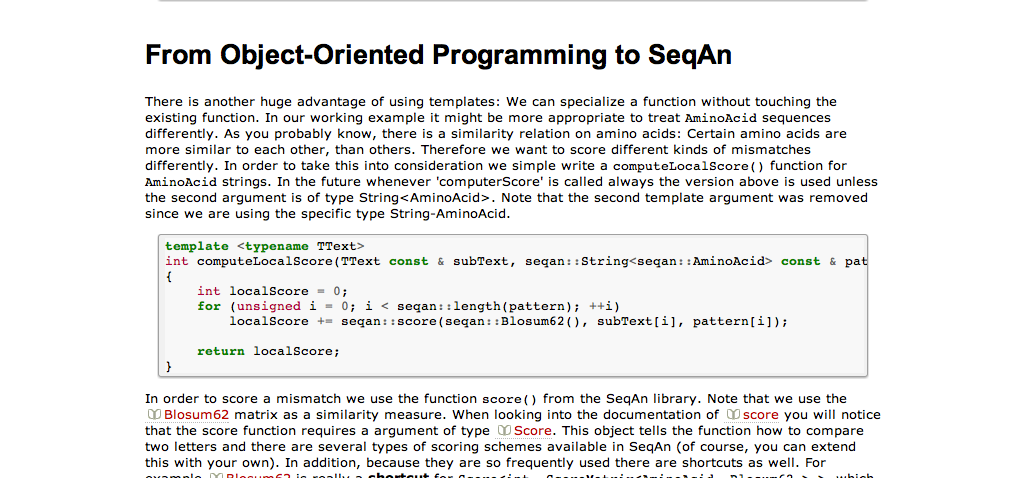 From Object-Oriented Programming to SeqAn
There is another huge advantage of using templates: We can specialize a function without touching the
existing function. In our working example it might be more appropriate to treat AminoAcid sequences
differently. As you probably know, there is a similarity relation on amino acids: Certain amino acids are
more similar to each other, than others. Therefore we want to score different kinds of mismatches
differently. In order to take this into consideration we simple write a computeLocalScore() function for
AminoAcid strings. In the future whenever 'computerScore' is called always the version above is used unless
the second argument is of type String<AminoAcid>. Note that the second template argument was removed
since we are using the specific type String-AminoAcid.
template <typename TText>
int computeLocalScore(TText const & subText, seqan::String<seqan::AminoAcid> const & pat
{
    int localScore = 0;
    for (unsigned i = 0; i < seqan::length(pattern); ++i)
        localScore += seqan::score(seqan::Blosum62(), subText[i], pattern[i]);
    return localScore;
}
In order to score a mismatch we use the function score() from the SeqAn library. Note that we use the
Blosum62 matrix as a similarity measure. When looking into the documentation of score you will notice
that the score function requires a argument of type Score. This object tells the function how to compare
two letters and there are several types of scoring schemes available in SeqAn (of course, you can extend
this with your own). In addition, because they are so frequently used there are shortcuts as well. For
example Blosum62 is really a shortcut for Score<int, ScoreMatrix<AminoAcid, Blosum62_> >, which